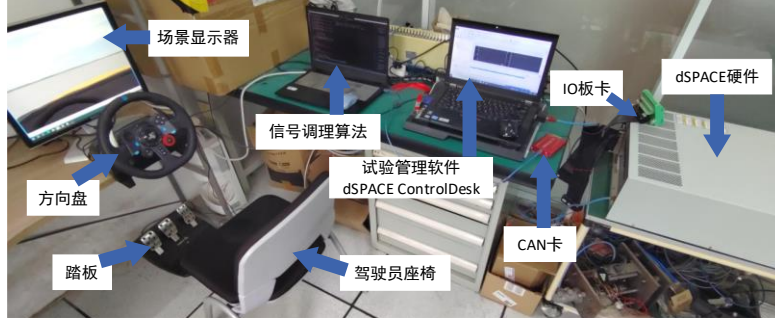 场景显示器
信号调理算法
试验管理软件
dSPACE ControlDesk
IO板卡
dSPACE硬件
方向盘
踏板
驾驶员座椅
CAN卡